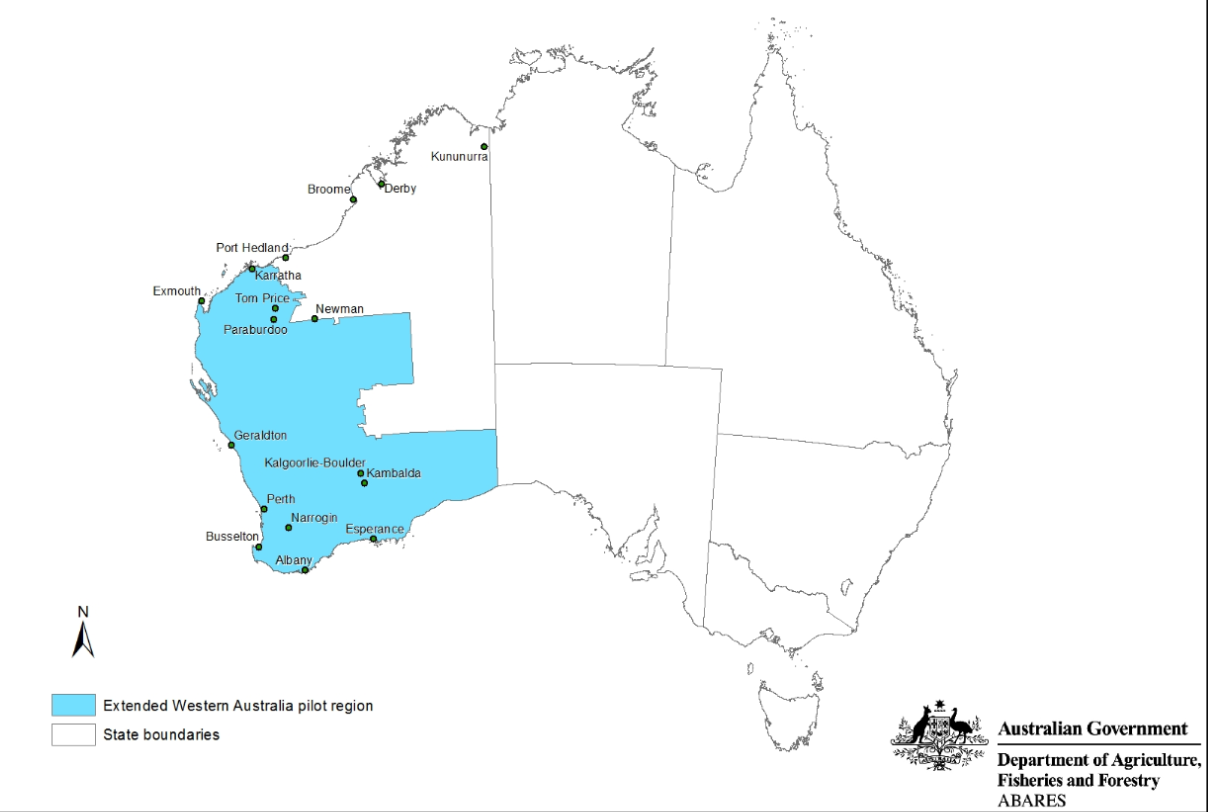 Kununurra
Broome
Derby
Port Hedland
Karratha
Exmouth
Tom Price
Newman
Paraburdoo
Geraldton
Kalgoorlie-Boulder
Kambalda
Perth
Narrogin
Busselton
Esperance
Albany
N
Extended Western Australia pilot region
State boundaries
Australian Government
Department of Agriculture,
Fisheries and Forestry
ABARES